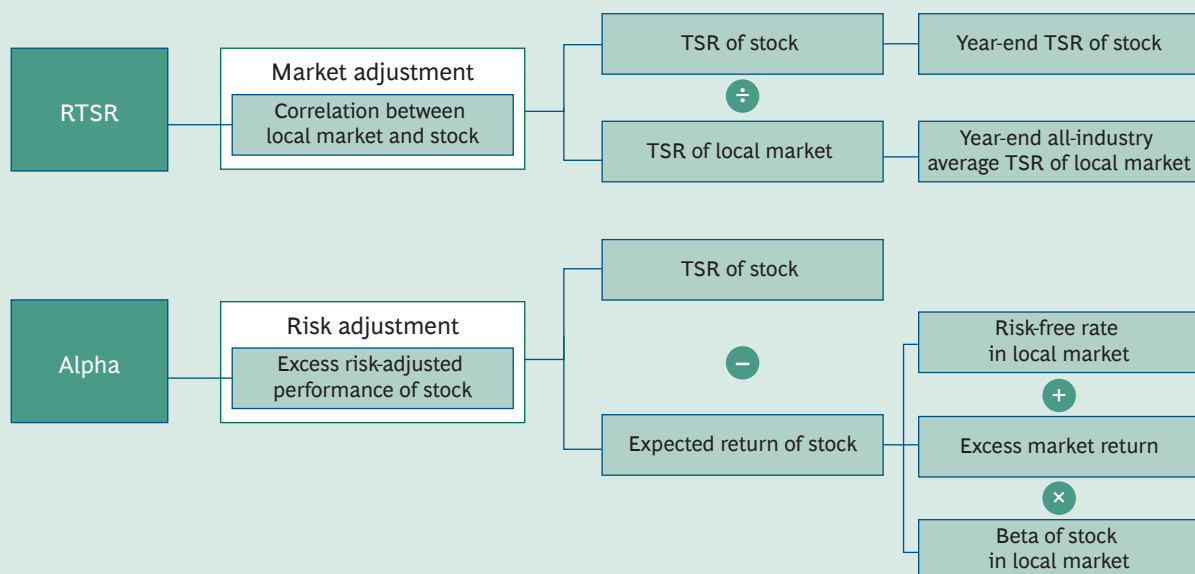 RTSR
Market adjustment
Correlation between
local market and stock
TSR of stock
÷
TSR of local market
Year-end TSR of stock
Year-end all-industry
average TSR of local market
Alpha
Risk adjustment
Excess risk-adjusted
performance of stock
TSR of stock
−
Expected return of stock
Risk-free rate
in local market
+
Excess market return
×
Beta of stock
in local market